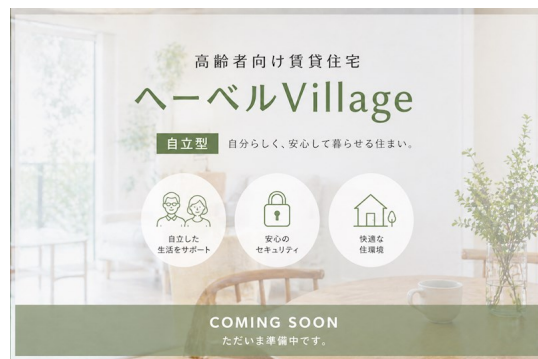 高齢者向け賃貸住宅
ヘーベルVillage
自立型 自分らしく、安心して暮らせる住まい。
自立した
生活をサポート
安心の
セキュリティ
快適な
住環境
COMING SOON
ただいま準備中です。